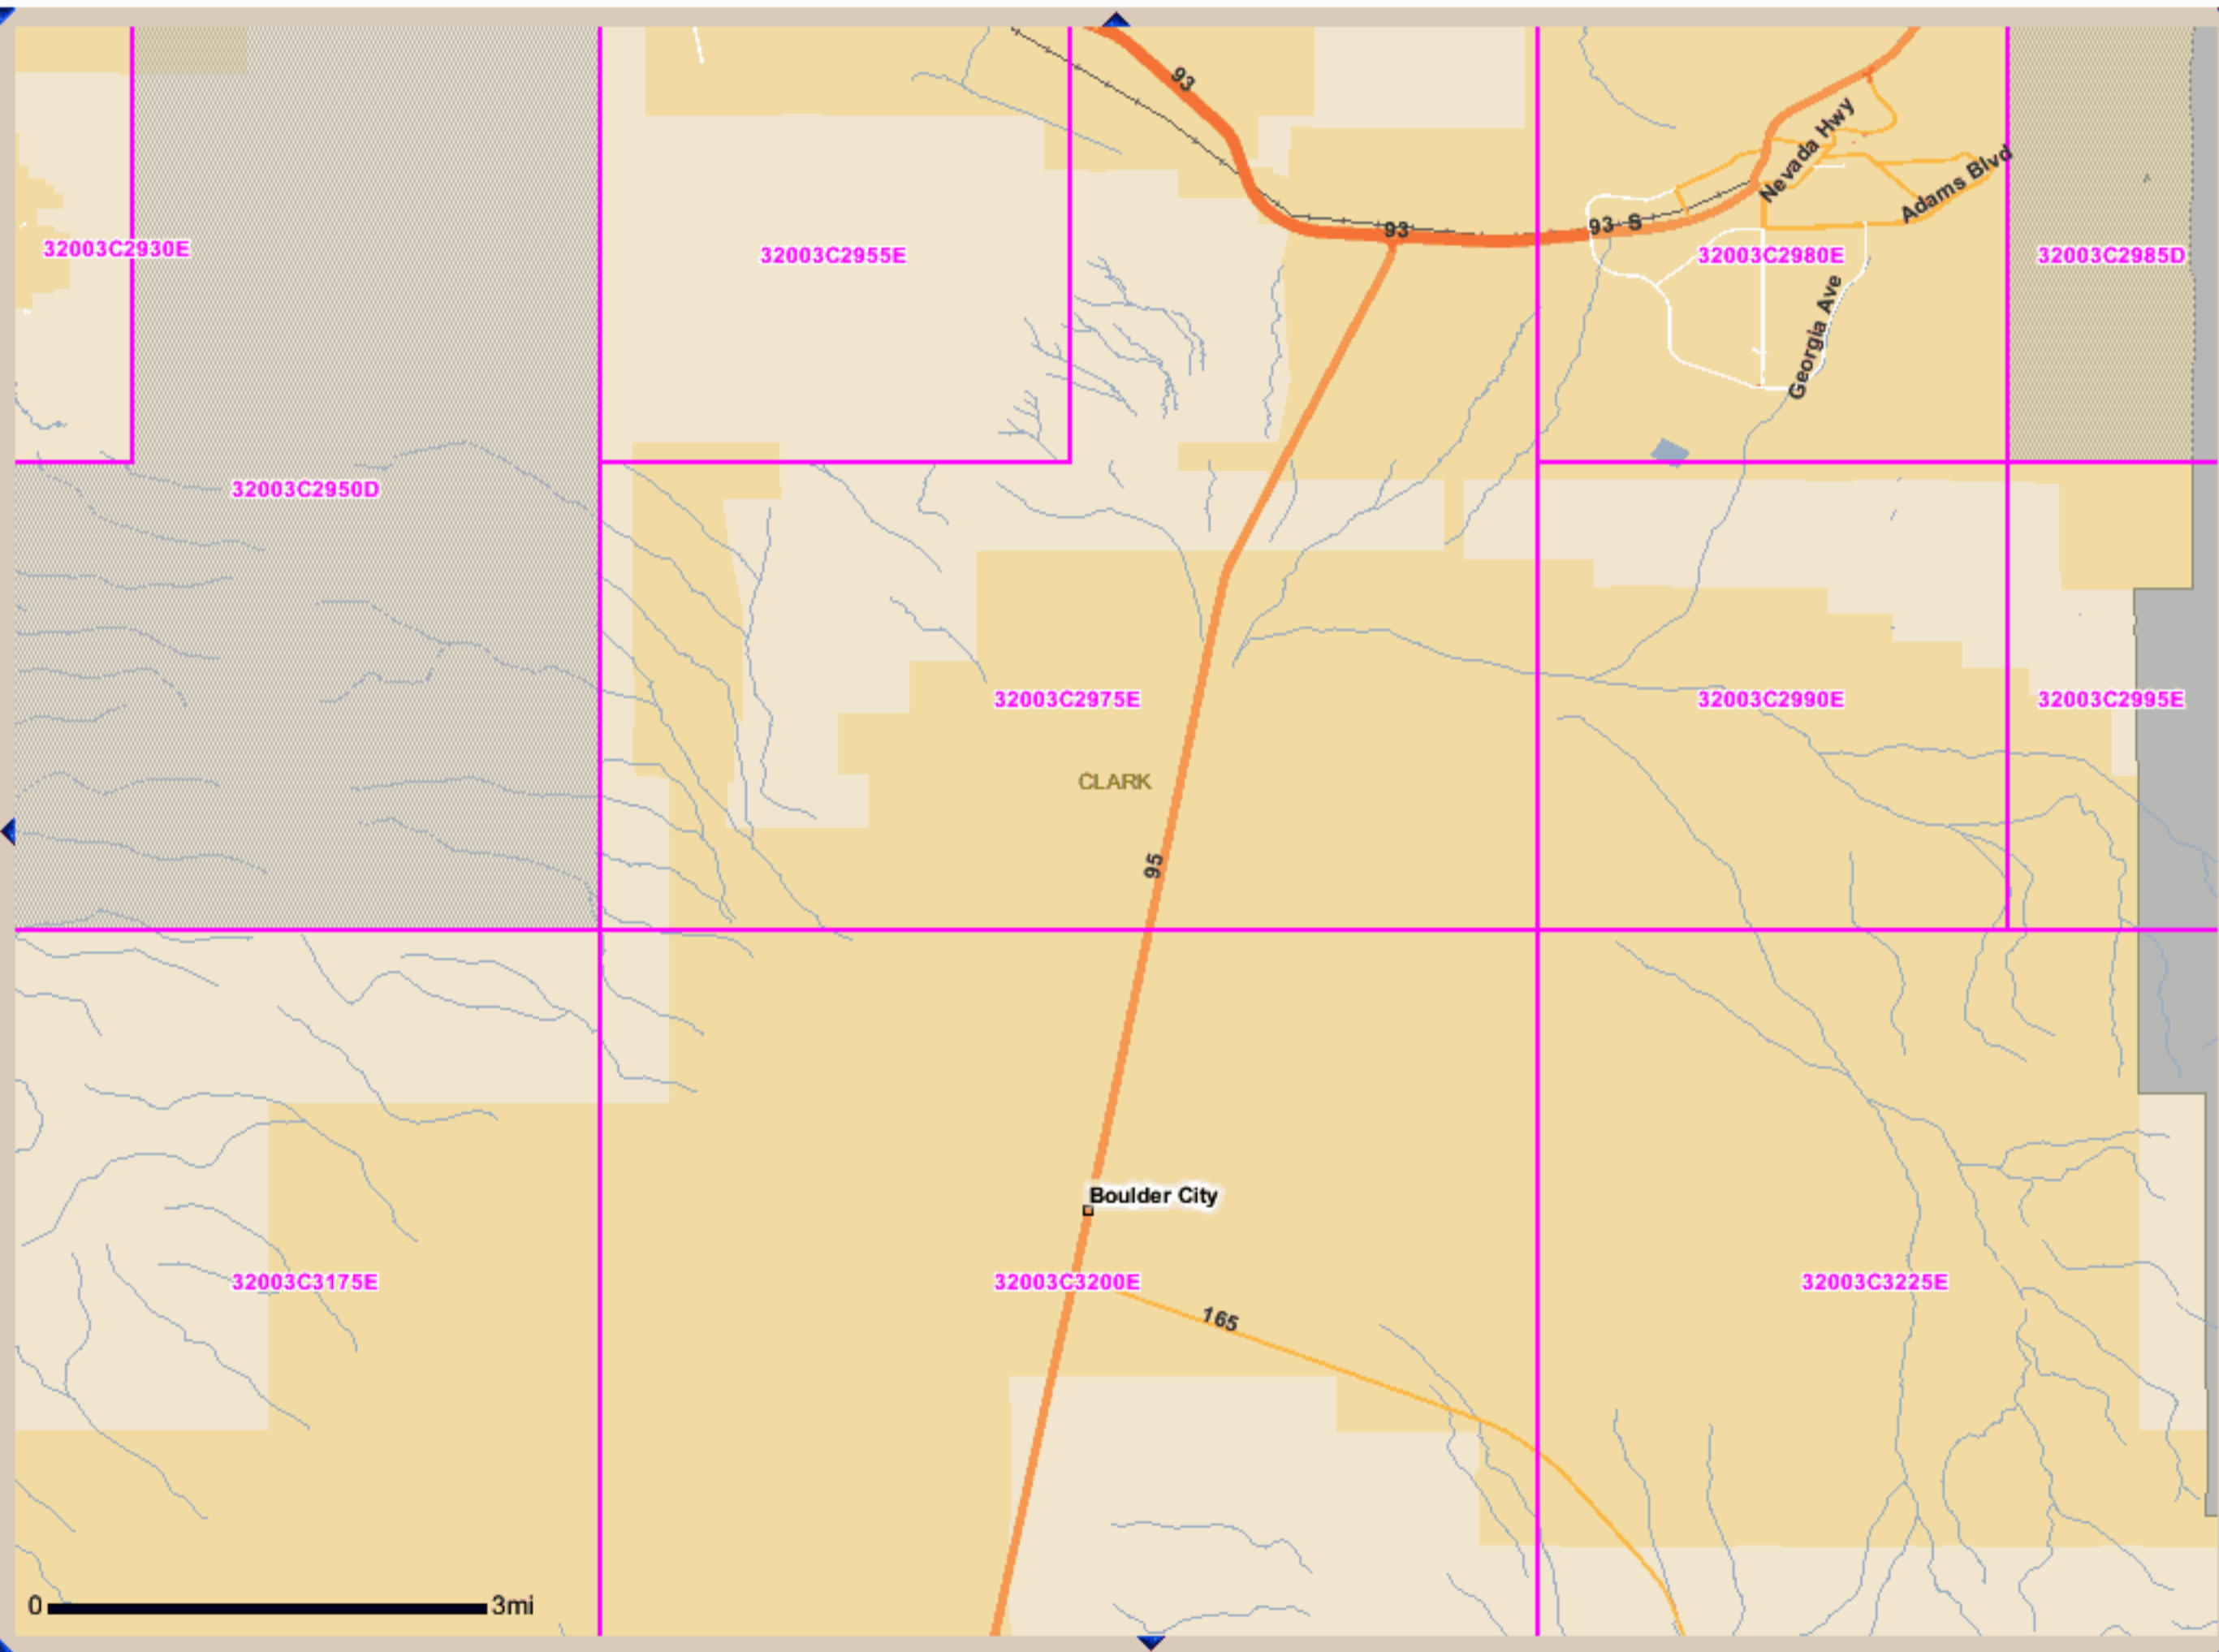 93
Nevada Hwy
Adams Blvd
93
93 S
32003C2930E
32003C2955E
32003C2980E
32003C2985D
Georgia Ave
32003C2950D
32003C2975E
32003C2990E
32003C2995E
CLARK
95
Boulder City
32003C3175E
32003C3200E
32003C3225E
165
0 3mi